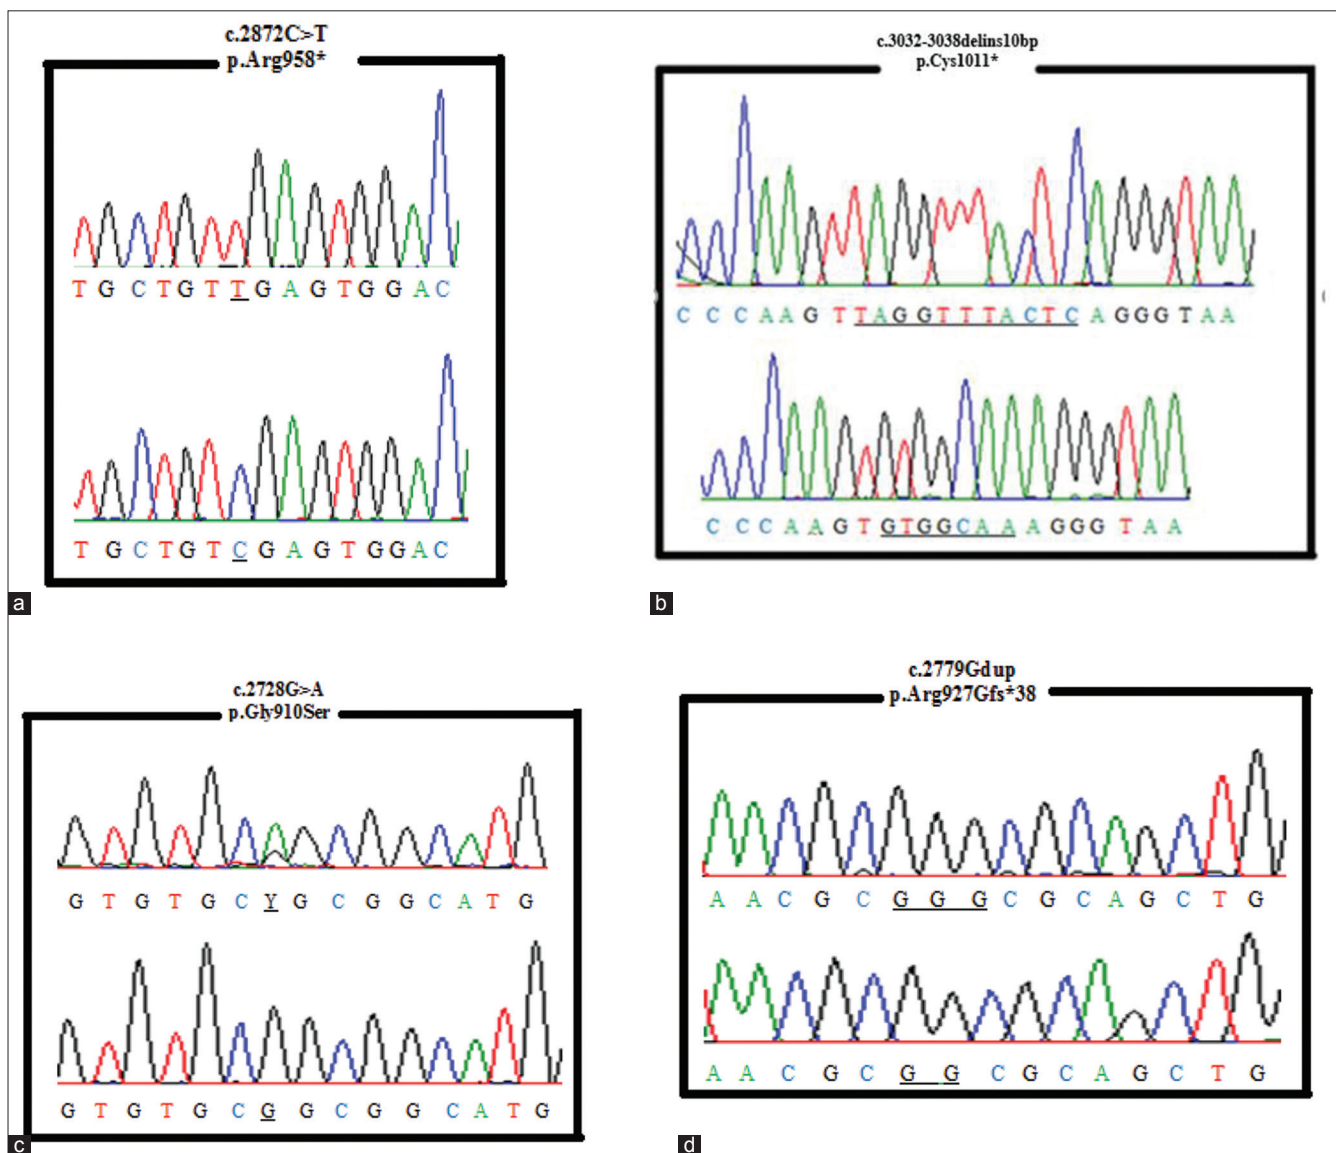 c.2872C>T
p.Arg958*
T G C T G T T G A G T G G A C
T G C T G T C G A G T G G A C
a
c.3032-3038delins10bp
p.Cys1011*
C C C A A G T T A G G T T T A C T C A G G G T A A
C C C A A G T G T G G C A A A G G G T A A
b
c.2728G>A
p.Gly910Ser
G T G T G C Y G C G G C A T G
G T G T G C G G C G G C A T G
c
c.2779Gdup
p.Arg927Gfs*38
A A C G C G G G C G C A G C T G
A A C G C G G C G C A G C T G
d